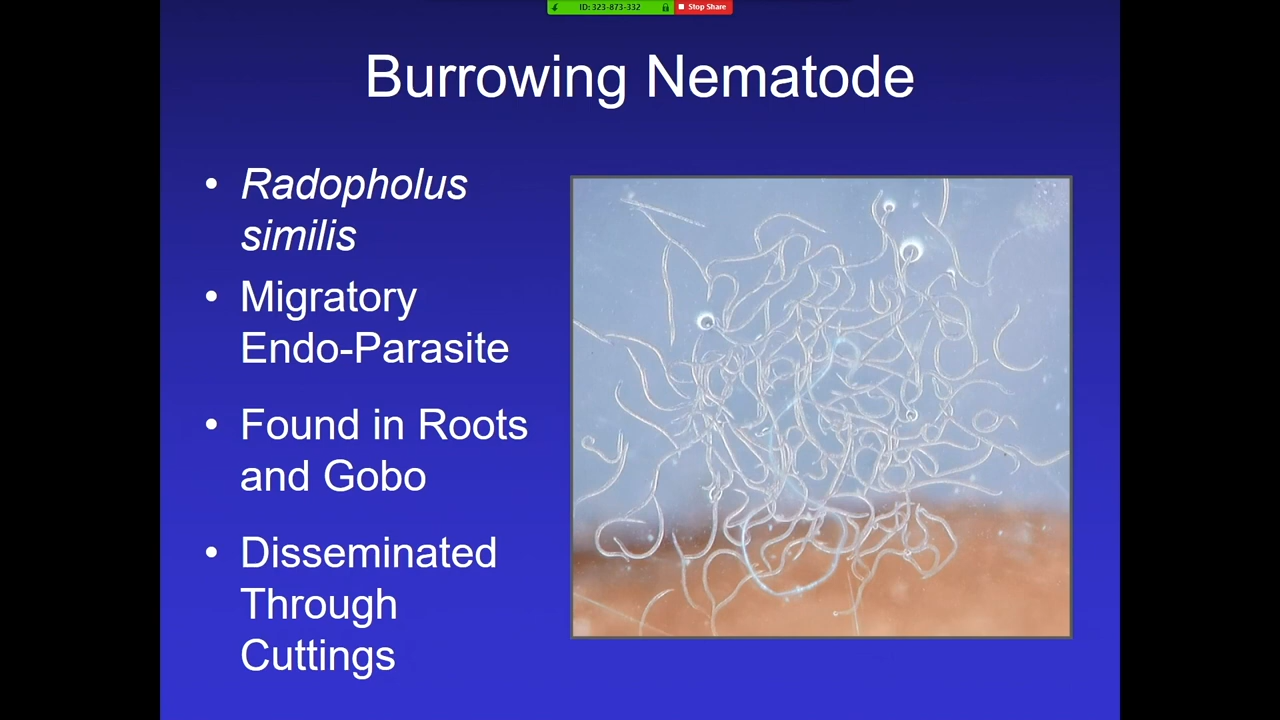 ID: 323-873-332
Stop Share
Burrowing Nematode
• Radopholus
similis
• Migratory
Endo-Parasite
• Found in Roots
and Gobo
• Disseminated
Through
Cuttings